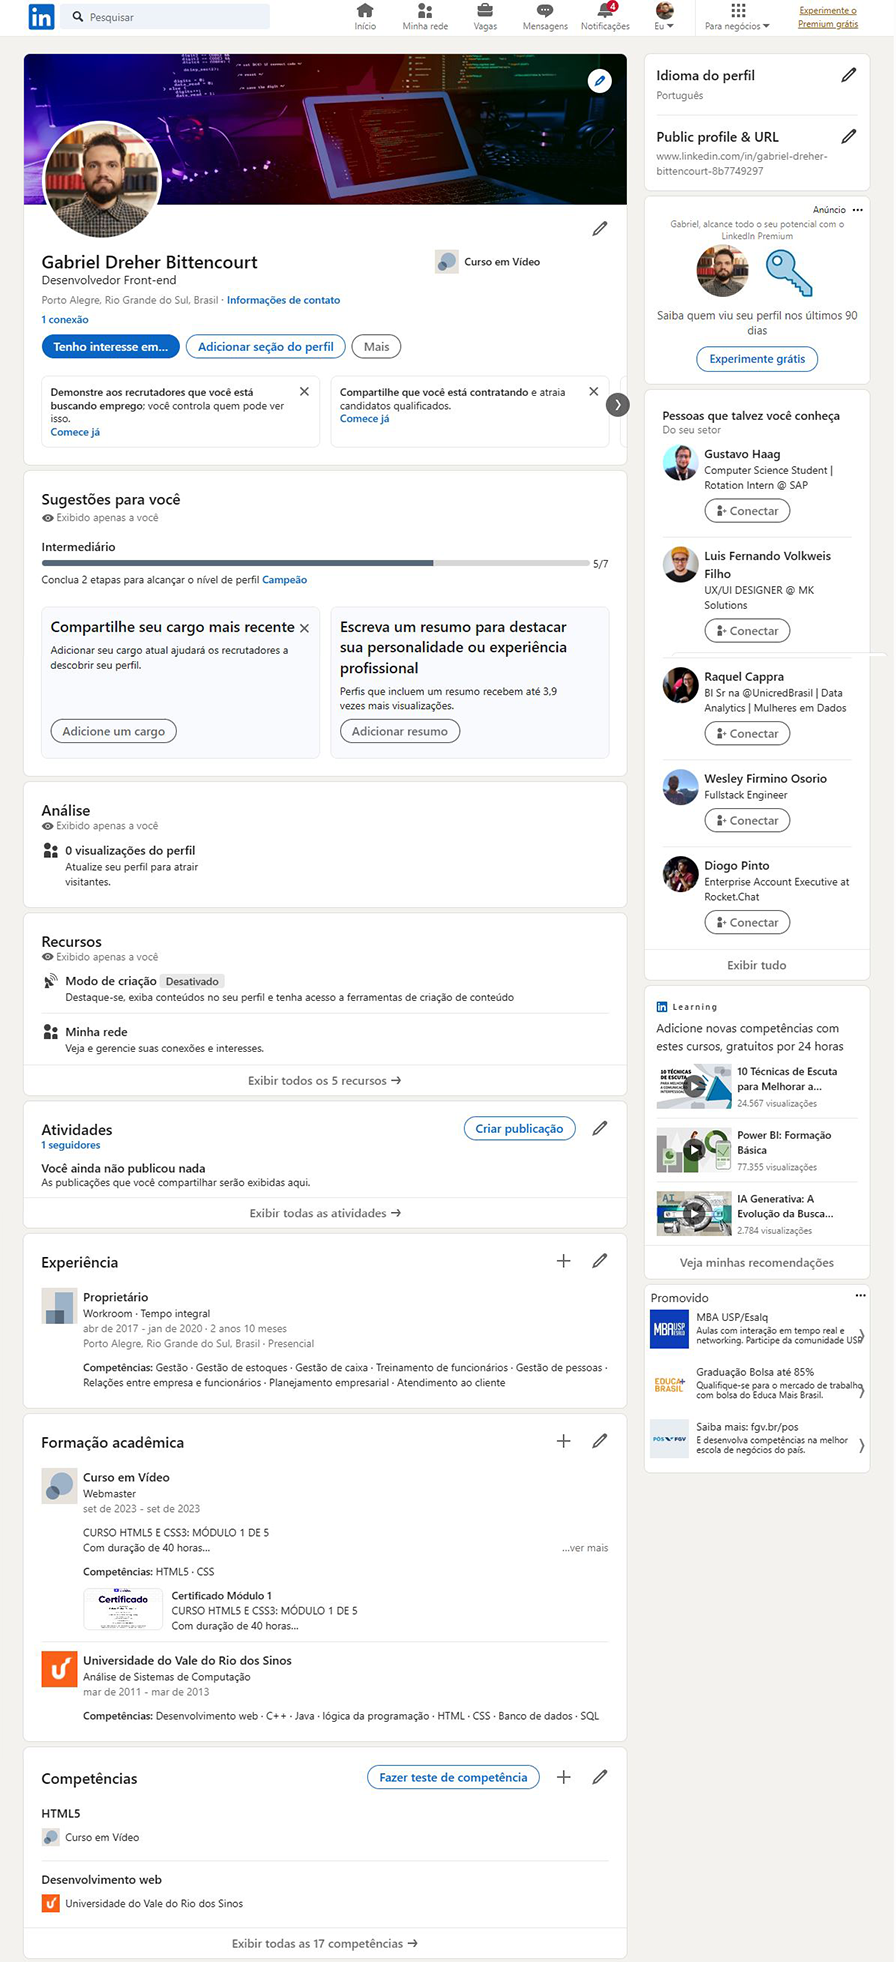 in
Pesquisar
Início
Minha rede
Vagas
Mensagens
4
Notificações
Eu
Para negócios
Experimente o
Premium grátis
Gabriel Dreher Bittencourt
Desenvolvedor Front-end
Porto Alegre, Rio Grande do Sul, Brasil · Informações de contato
1 conexão
Curso em Vídeo
Tenho interesse em...
Adicionar seção do perfil
Mais
Demonstre aos recrutadores que você está
buscando emprego: você controla quem pode ver
isso.
Comece já
Compartilhe que você está contratando e atraia
candidatos qualificados.
Comece já
Sugestões para você
Exibido apenas a você
Intermediário
5/7
Conclua 2 etapas para alcançar o nível de perfil Campeão
Compartilhe seu cargo mais recente
Adicionar seu cargo atual ajudará os recrutadores a
descobrir seu perfil.
Adicione um cargo
Escreva um resumo para destacar
sua personalidade ou experiência
profissional
Perfis que incluem um resumo recebem até 3,9
vezes mais visualizações.
Adicionar resumo
Análise
Exibido apenas a você
0 visualizações do perfil
Atualize seu perfil para atrair
visitantes.
Recursos
Exibido apenas a você
Modo de criação Desativado
Destaque-se, exiba conteúdos no seu perfil e tenha acesso a ferramentas de criação de conteúdo
Minha rede
Veja e gerencie suas conexões e interesses.
Exibir todos os 5 recursos →
Atividades
1 seguidores
Criar publicação
Você ainda não publicou nada
As publicações que você compartilhar serão exibidas aqui.
Exibir todas as atividades →
Experiência
Proprietário
Workroom · Tempo integral
abr de 2017 - jan de 2020 · 2 anos 10 meses
Porto Alegre, Rio Grande do Sul, Brasil · Presencial
Competências: Gestão · Gestão de estoques · Gestão de caixa · Treinamento de funcionários · Gestão de pessoas ·
Relações entre empresa e funcionários · Planejamento empresarial · Atendimento ao cliente
Formação acadêmica
Curso em Vídeo
Webmaster
set de 2023 - set de 2023
CURSO HTML5 E CSS3: MÓDULO 1 DE 5
Com duração de 40 horas...
...ver mais
Competências: HTML5 · CSS
Certificado
Certificado Módulo 1
CURSO HTML5 E CSS3: MÓDULO 1 DE 5
Com duração de 40 horas...
Universidade do Vale do Rio dos Sinos
Análise de Sistemas de Computação
mar de 2011 - mar de 2013
Competências: Desenvolvimento web · C++ · Java · lógica da programação · HTML · CSS · Banco de dados · SQL
Competências
Fazer teste de competência
HTML5
Curso em Vídeo
Desenvolvimento web
Universidade do Vale do Rio dos Sinos
Exibir todas as 17 competências →
Idioma do perfil
Português
Public profile & URL
www.linkedin.com/in/gabriel-dreher-
bittencourt-8b7749297
Anúncio
Gabriel, alcance todo o seu potencial com o
LinkedIn Premium
Saiba quem viu seu perfil nos últimos 90
dias
Experimente grátis
Pessoas que talvez você conheça
Do seu setor
Gustavo Haag
Computer Science Student |
Rotation Intern @ SAP
Conectar
Luis Fernando Volkweis
Filho
UX/UI DESIGNER @ MK
Solutions
Conectar
Raquel Cappra
BI Sr na @UnicredBrasil | Data
Analytics | Mulheres em Dados
Conectar
Wesley Firmino Osorio
Fullstack Engineer
Conectar
Diogo Pinto
Enterprise Account Executive at
Rocket.Chat
Conectar
Exibir tudo
in Learning
Adicione novas competências com
estes cursos, gratuitos por 24 horas
10 TÉCNICAS
DE ESCUTA
10 Técnicas de Escuta
para Melhorar a...
24.567 visualizações
Power BI: Formação
Básica
77.355 visualizações
AI
IA Generativa: A
Evolução da Busca...
2.784 visualizações
Veja minhas recomendações
Promovido
MBA USP ESALQ
MBA USP/Esalq
Aulas com interação em tempo real e
networking. Participe da comunidade USP
EDUCA+
BRASIL
Graduação Bolsa até 85%
Qualifique-se para o mercado de trabalho
com bolsa do Educa Mais Brasil.
PÓS FGV
Saiba mais: fgv.br/pos
E desenvolva competências na melhor
escola de negócios do país.